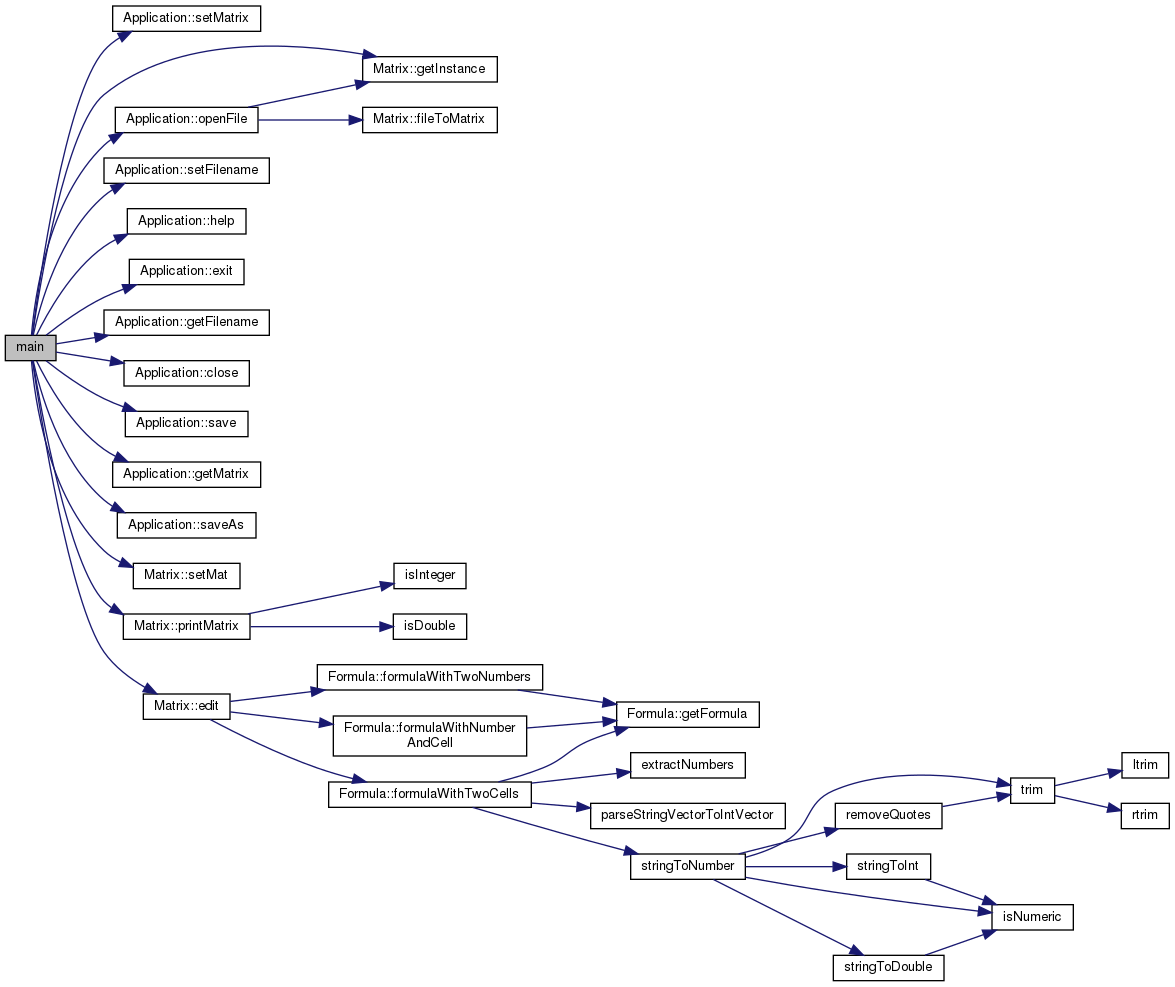 Application::setMatrix
Matrix::getInstance
Application::openFile
Matrix::fileToMatrix
Application::setFilename
Application::help
Application::exit
Application::getFilename
main
Application::close
Application::save
Application::getMatrix
Application::saveAs
Matrix::setMat
isInteger
Matrix::printMatrix
isDouble
Formula::formulaWithTwoNumbers
Matrix::edit
Formula::getFormula
Formula::formulaWithNumber
AndCell
extractNumbers
ltrim
Formula::formulaWithTwoCells
trim
parseStringVectorToIntVector
removeQuotes
rtrim
stringToNumber
stringToInt
isNumeric
stringToDouble